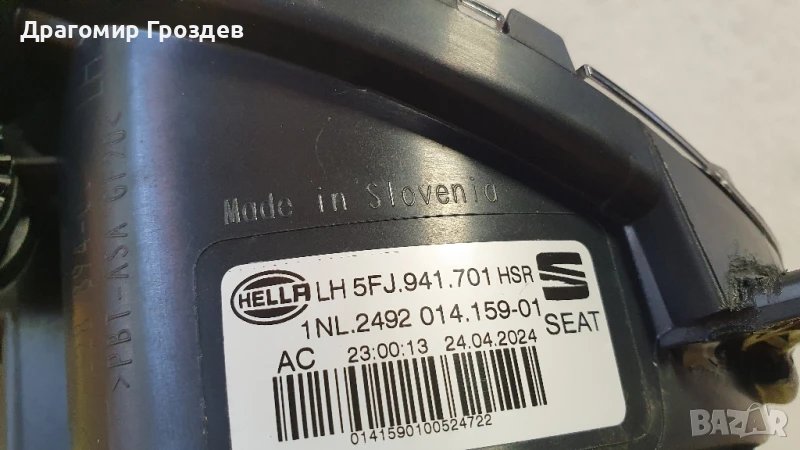 Драгомир Гроздев
Made in Slovenia
HELLA LH 5FJ.941.701 HSR
1NL.2492 014.159-01
SEAT
AC 23:00:13 24.04.2024
0141590100524722
BAZAR